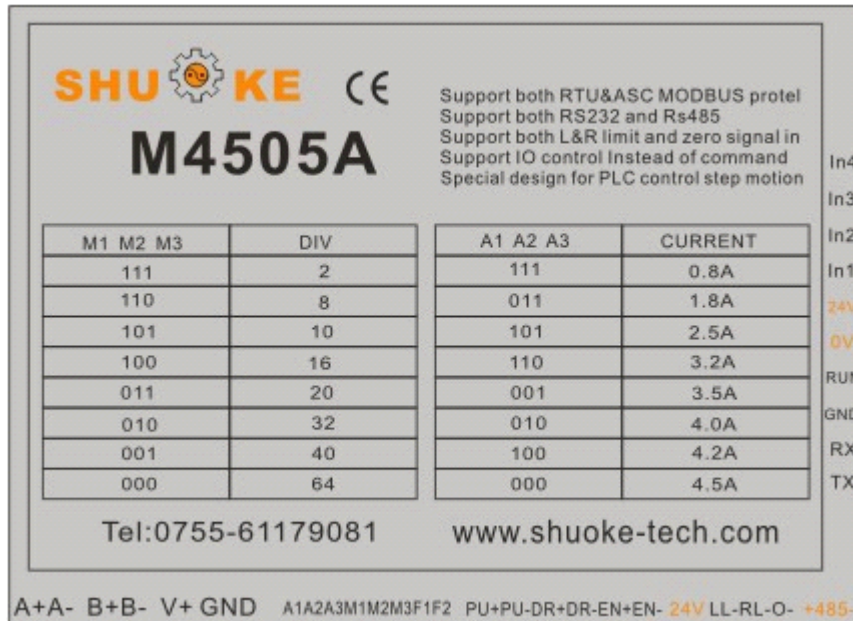 SHUOKE CE
M4505A
Support both RTU&ASC MODBUS protel
Support both RS232 and Rs485
Support both L&R limit and zero signal in
Support IO control Instead of command
Special design for PLC control step motion
M1 M2 M3 DIV
111 2
110 8
101 10
100 16
011 20
010 32
001 40
000 64
A1 A2 A3 CURRENT
111 0.8A
011 1.8A
101 2.5A
110 3.2A
001 3.5A
010 4.0A
100 4.2A
000 4.5A
Tel:0755-61179081 www.shuoke-tech.com
In4
In3
In2
In1
24V
0V
RUN
GND
RX
TX
A+A- B+B- V+ GND A1A2A3M1M2M3F1F2 PU+PU-DR+DR-EN+EN- 24V LL-RL-O- +485-